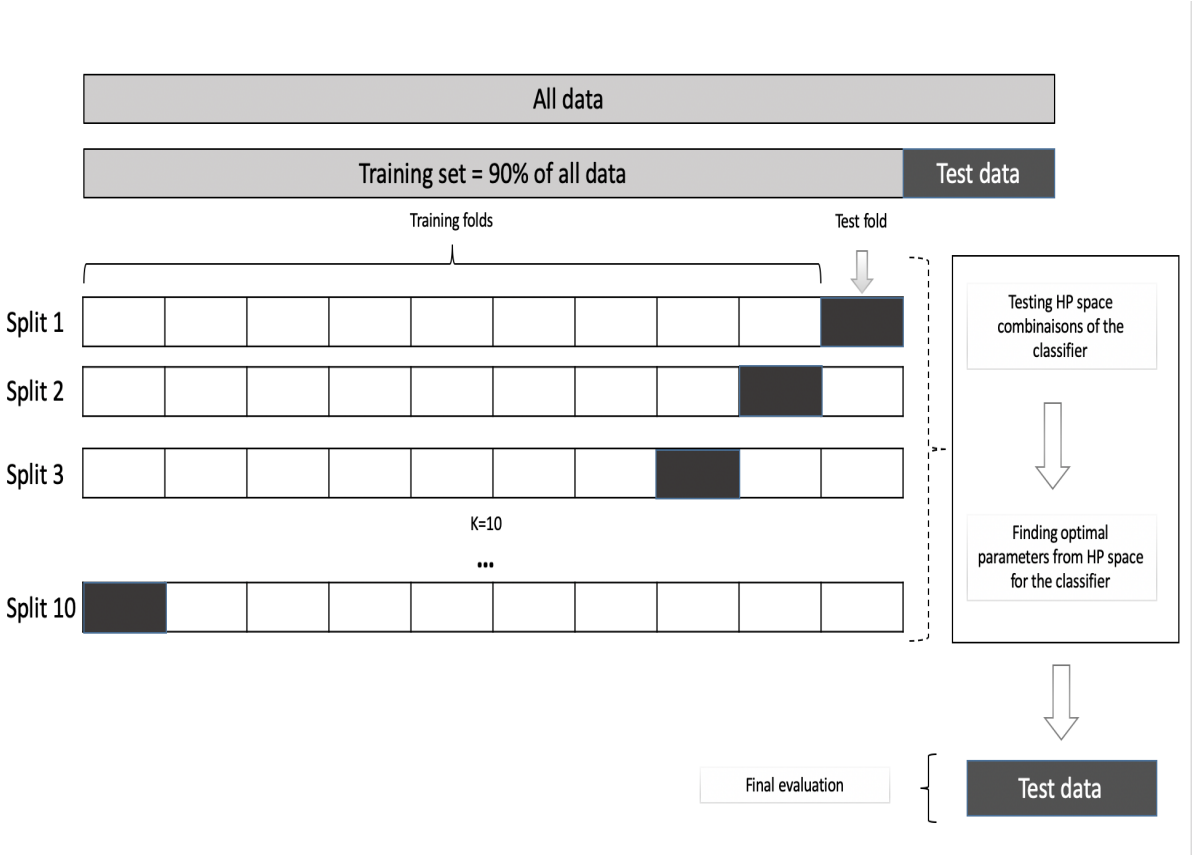 All data
Training set = 90% of all data
Test data
Training folds
Test fold
Split 1
Split 2
Split 3
K=10
...
Split 10
Testing HP space
combinaisons of the
classifier
Finding optimal
parameters from HP space
for the classifier
Final evaluation
Test data